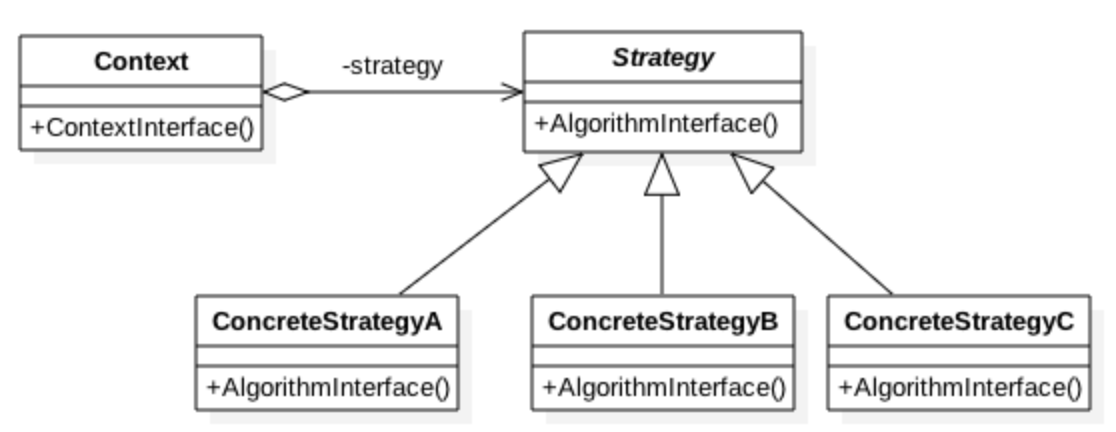 Context
-strategy
Strategy
+ContextInterface()
+AlgorithmInterface()
ConcreteStrategyA
ConcreteStrategyB
ConcreteStrategyC
+AlgorithmInterface()
+AlgorithmInterface()
+AlgorithmInterface()